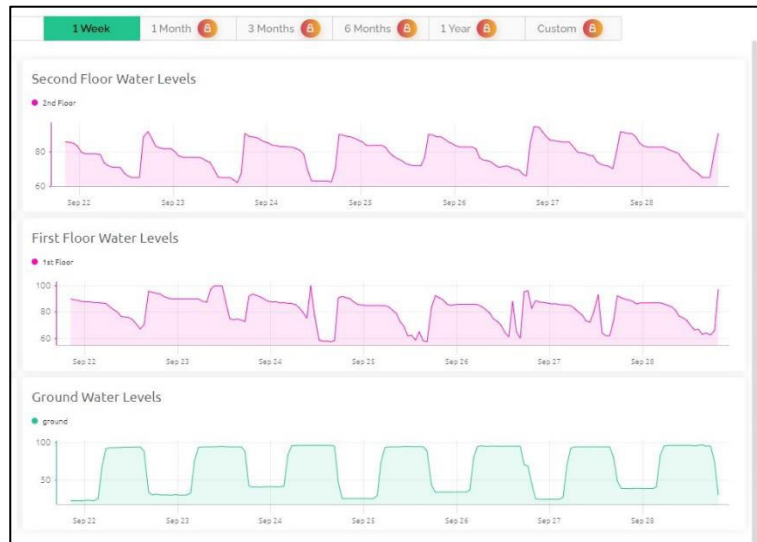 1 Week 1 Month 3 Months 6 Months 1 Year Custom
Second Floor Water Levels
2nd Floor
80
60
Sep 22 Sep 23 Sep 24 Sep 25 Sep 26 Sep 27 Sep 28
First Floor Water Levels
1st Floor
100
80
60
Sep 22 Sep 23 Sep 24 Sep 25 Sep 26 Sep 27 Sep 28
Ground Water Levels
ground
100
50
Sep 22 Sep 23 Sep 24 Sep 25 Sep 26 Sep 27 Sep 28